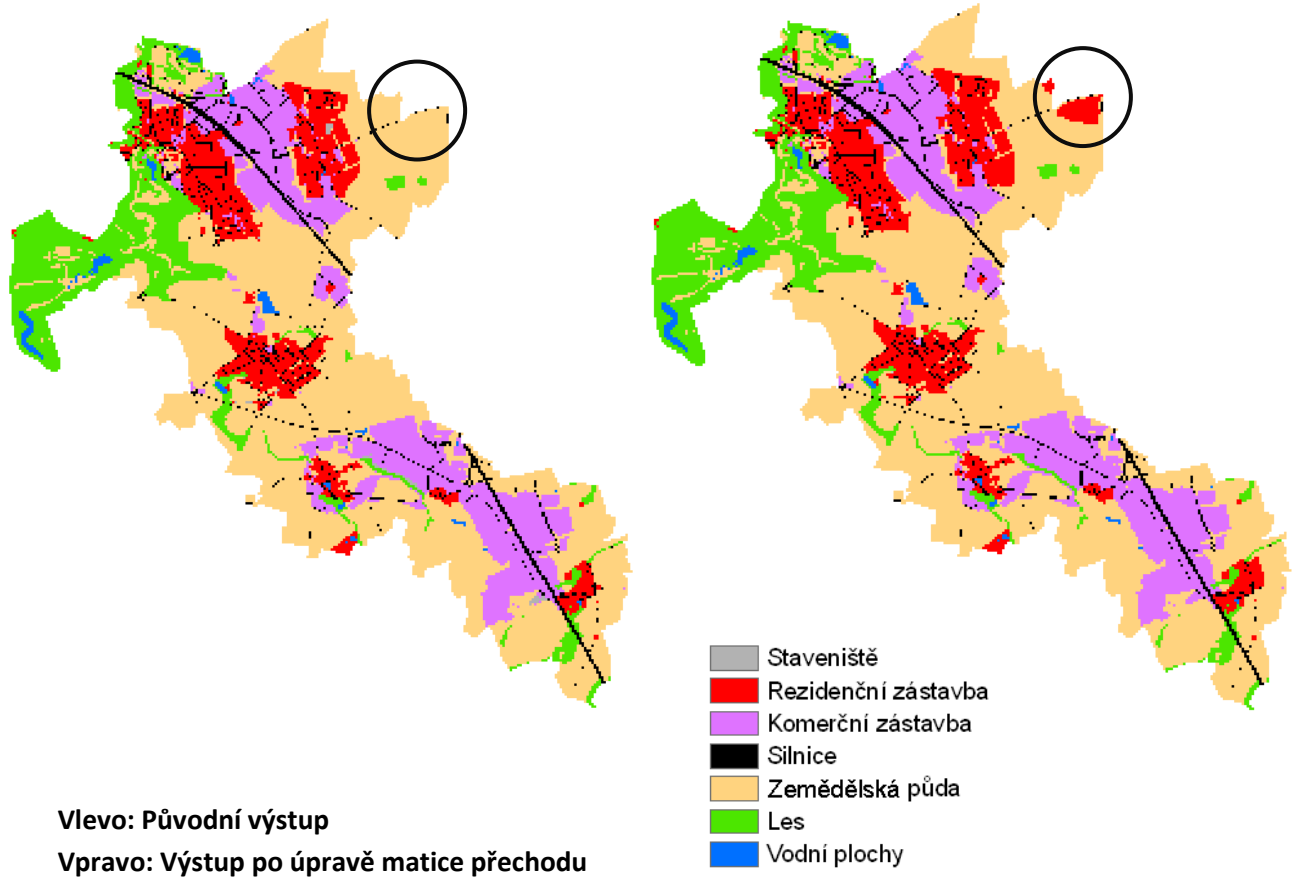 Staveniště
Rezidenční zástavba
Komerční zástavba
Silnice
Zemědělská půda
Les
Vodní plochy
Vlevo: Původní výstup
Vpravo: Výstup po úpravě matice přechodu